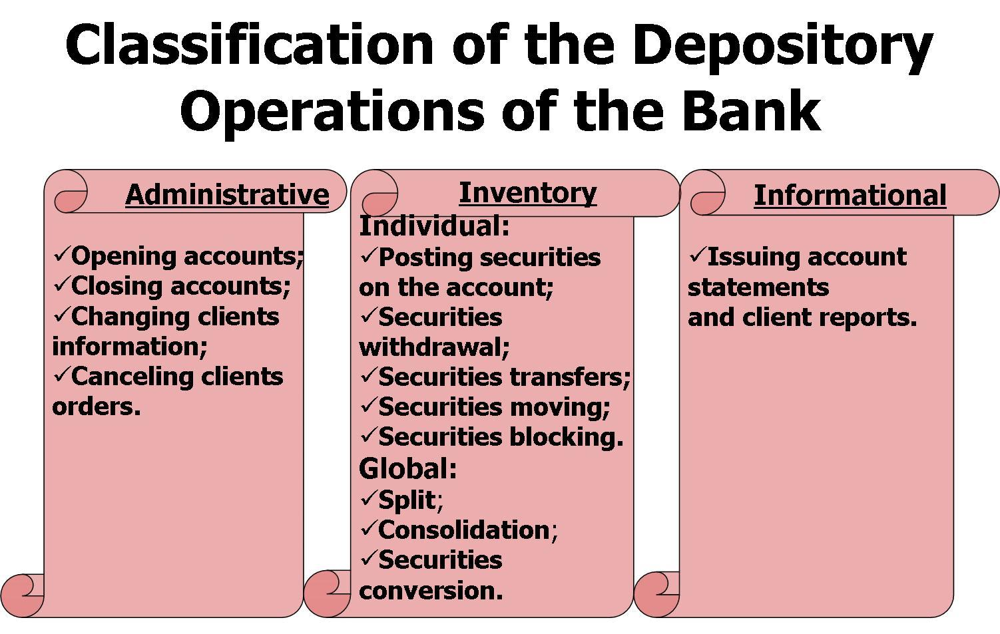 Classification of the Depository
Operations of the Bank
Administrative
✓Opening accounts;
✓Closing accounts;
✓Changing clients
information;
✓Canceling clients
orders.
Inventory
Individual:
✓Posting securities
on the account;
✓Securities
withdrawal;
✓Securities transfers;
✓Securities moving;
✓Securities blocking.
Global:
✓Split;
✓Consolidation;
✓Securities
conversion.
Informational
✓Issuing account
statements
and client reports.